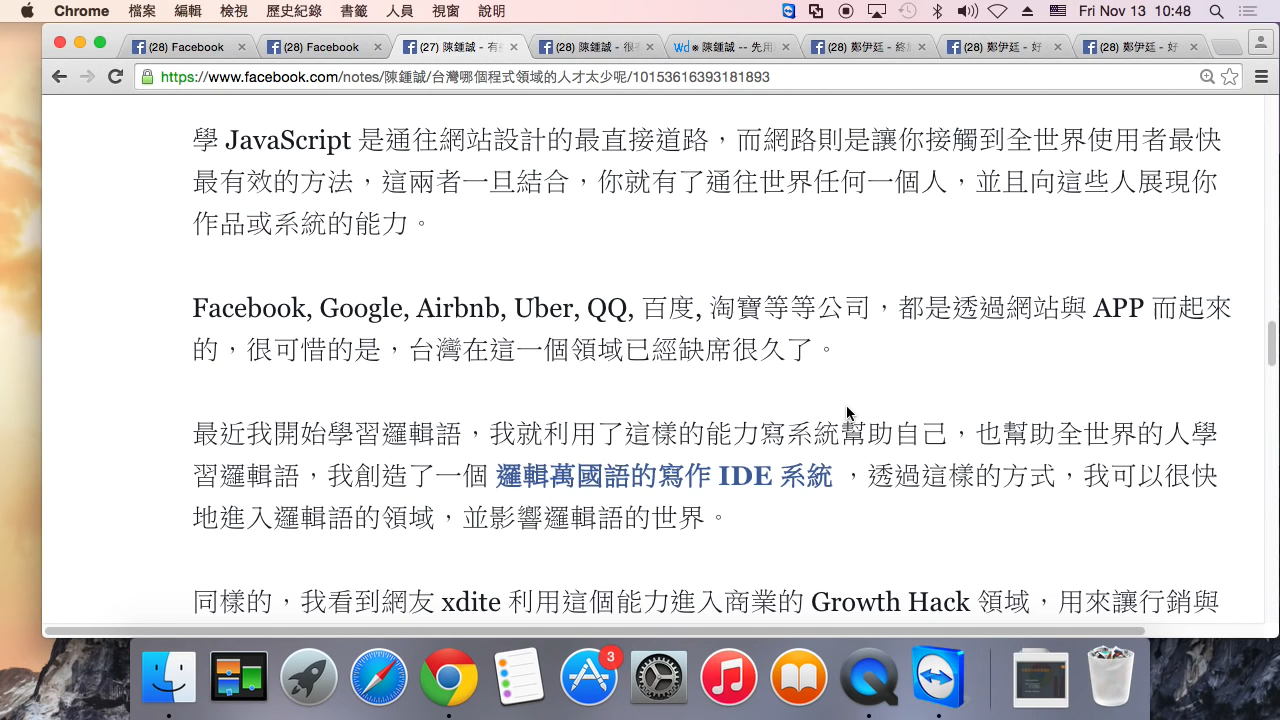 Chrome 檔案 編輯 檢視 歷史紀錄 書籤 人員 視窗 說明 Fri Nov 13 10:48
(28) Facebook (28) Facebook (27) 陳鍾誠 - 有 (28) 陳鍾誠 - 很 Wd ※ 陳鍾誠 -- 先用 (28) 鄭伊廷 - 終 (28) 鄭伊廷 - 好 (28) 鄭伊廷 - 好
https://www.facebook.com/notes/陳鍾誠/台灣哪個程式領域的人才太少呢/10153616393181893
學 JavaScript 是通往網站設計的最直接道路，而網路則是讓你接觸到全世界使用者最快
最有效的方法，這兩者一旦結合，你就有了通往世界任何一個人，並且向這些人展現你
作品或系統的能力。
Facebook, Google, Airbnb, Uber, QQ, 百度, 淘寶等等公司，都是透過網站與 APP 而起來
的，很可惜的是，台灣在這一個領域已經缺席很久了。
最近我開始學習邏輯語，我就利用了這樣的能力寫系統幫助自己，也幫助全世界的人學
習邏輯語，我創造了一個 邏輯萬國語的寫作 IDE 系統 ，透過這樣的方式，我可以很快
地進入邏輯語的領域，並影響邏輯語的世界。
同樣的，我看到網友 xdite 利用這個能力進入商業的 Growth Hack 領域，用來讓行銷與
3